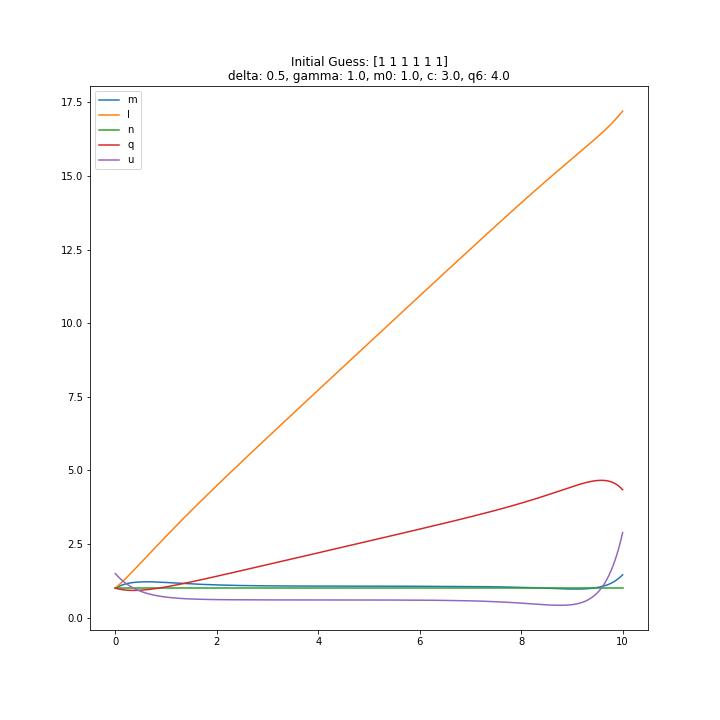 Initial Guess: [1 1 1 1 1 1]
delta: 0.5, gamma: 1.0, m0: 1.0, c: 3.0, q6: 4.0
m
l
n
q
u
17.5
15.0
12.5
10.0
7.5
5.0
2.5
0.0
0 2 4 6 8 10